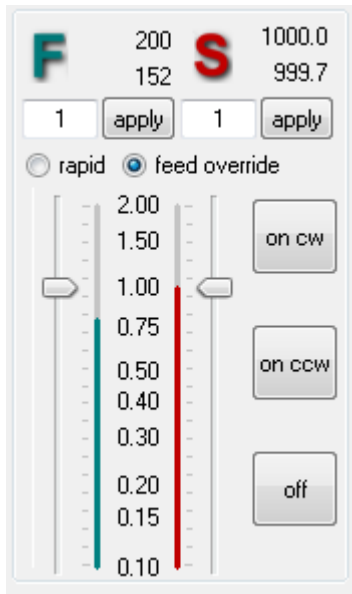 F 200 S 1000.0
152 999.7
1 apply 1 apply
rapid feed override
2.00
1.50 on cw
1.00
0.75
0.50 on ccw
0.40
0.30
0.20 off
0.15
0.10